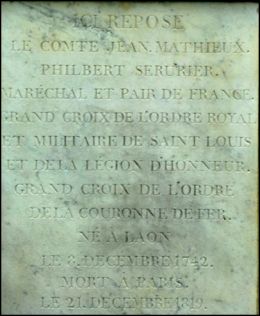 ICI REPOSE
LE COMTE JEAN. MATHIEUX.
PHILBERT SERURIER.
MARÉCHAL ET PAIR DE FRANCE.
GRAND CROIX DE L'ORDRE ROYAL
ET MILITAIRE DE SAINT LOUIS
ET DE LA LÉGION D'HONNEUR.
GRAND CROIX DE L'ORDRE
DE LA COURONNE DE FER.
NÉ À LAON
LE 8. DÉCEMBRE 1742.
MORT A PARIS.
LE 21. DÉCEMBRE 1819.